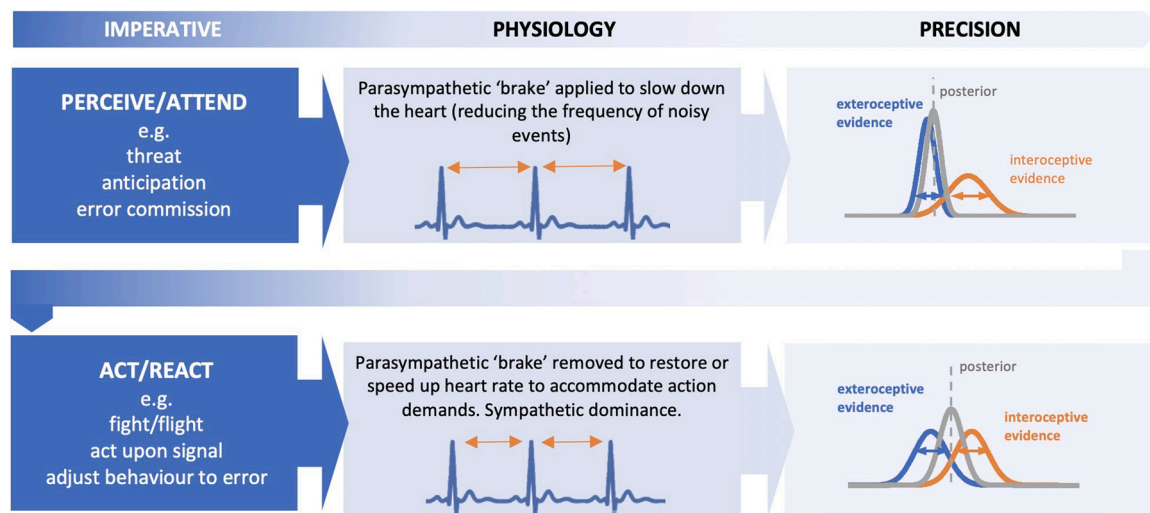 IMPERATIVE
PHYSIOLOGY
PRECISION
PERCEIVE/ATTEND
e.g.
threat
anticipation
error commission
Parasympathetic ‘brake’ applied to slow down
the heart (reducing the frequency of noisy
events)
exteroceptive
evidence
posterior
interoceptive
evidence
ACT/REACT
e.g.
fight/flight
act upon signal
adjust behaviour to error
Parasympathetic ‘brake’ removed to restore or
speed up heart rate to accommodate action
demands. Sympathetic dominance.
posterior
exteroceptive
evidence
interoceptive
evidence